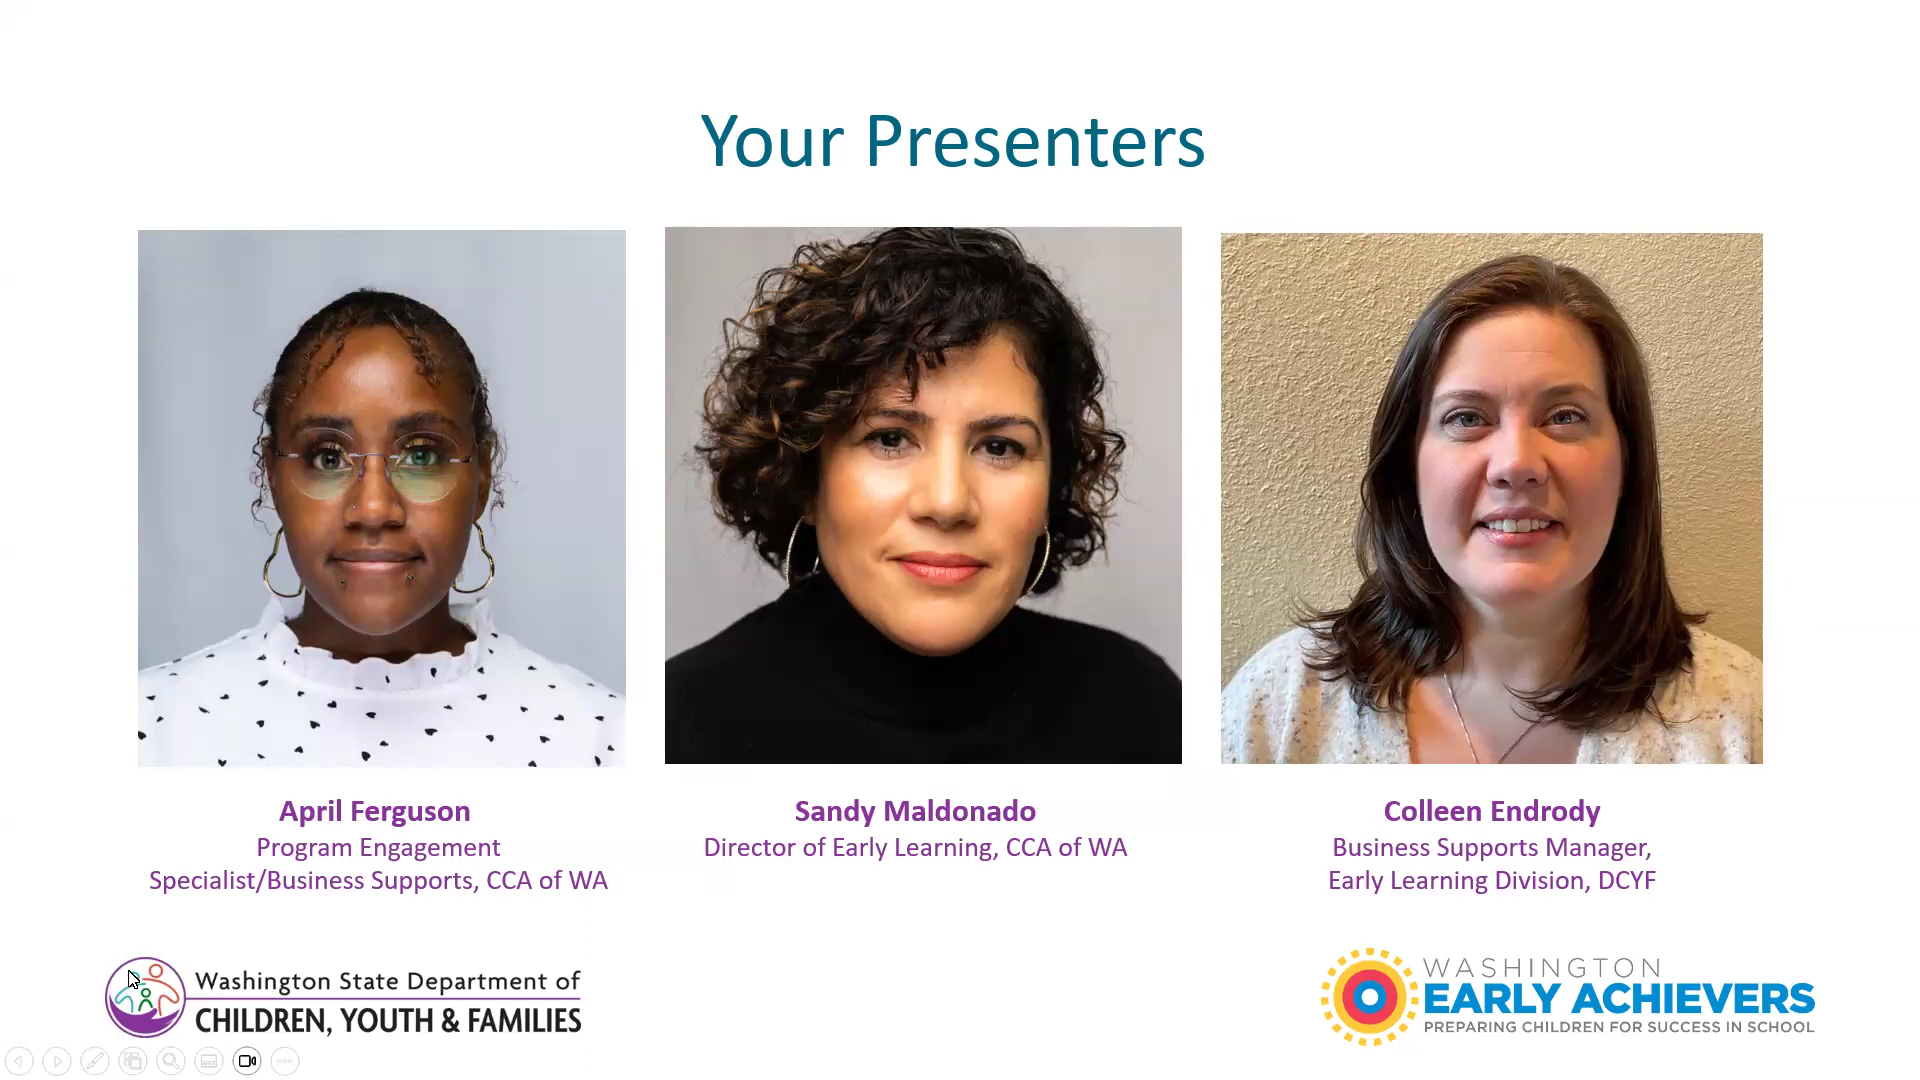 Your Presenters
April Ferguson
Program Engagement
Specialist/Business Supports, CCA of WA
Sandy Maldonado
Director of Early Learning, CCA of WA
Colleen Endrody
Business Supports Manager,
Early Learning Division, DCYF
Washington State Department of
CHILDREN, YOUTH & FAMILIES
WASHINGTON
EARLY ACHIEVERS
PREPARING CHILDREN FOR SUCCESS IN SCHOOL